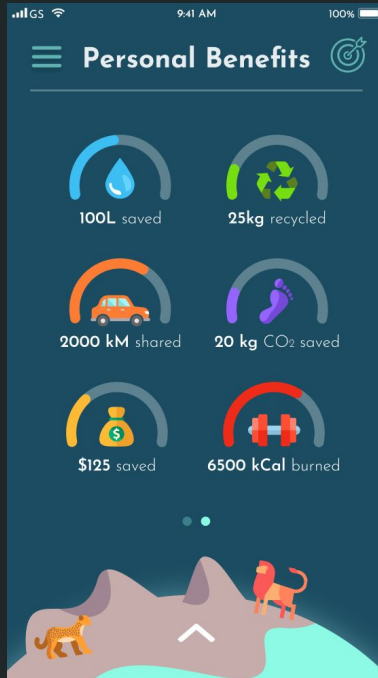 GS 9:41 AM 100%
Personal Benefits
100L saved 25kg recycled
2000 kM shared 20 kg CO₂ saved
$
$125 saved 6500 kCal burned